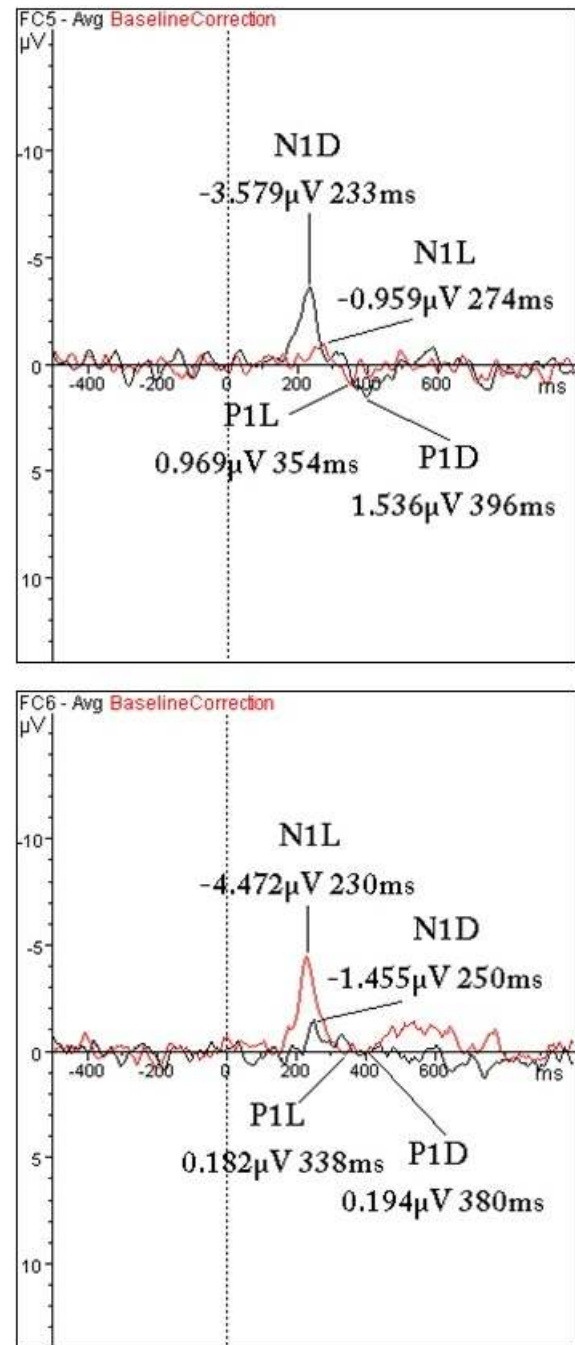 FC5 - Avg BaselineCorrection
µV
-10
N1D
-3.579µV 233ms
-5
N1L
-0.959µV 274ms
0
-400 -200 0 200 400 600 ms
P1L
0.969µV 354ms
P1D
1.536µV 396ms
5
10
FC6 - Avg BaselineCorrection
µV
-10
N1L
-4.472µV 230ms
-5
N1D
-1.455µV 250ms
0
-400 -200 0 200 400 600 ms
P1L
0.182µV 338ms
P1D
0.194µV 380ms
5
10